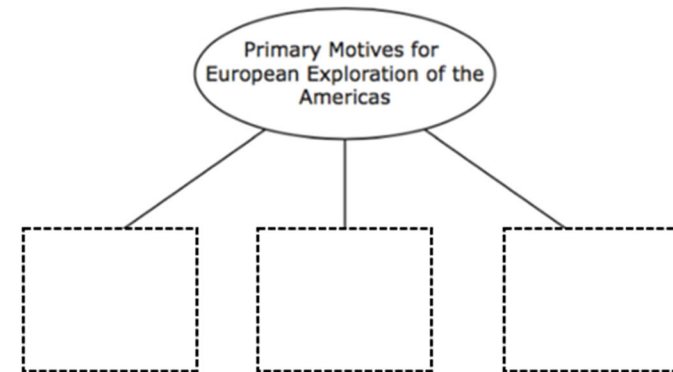 Primary Motives for
European Exploration of the
Americas